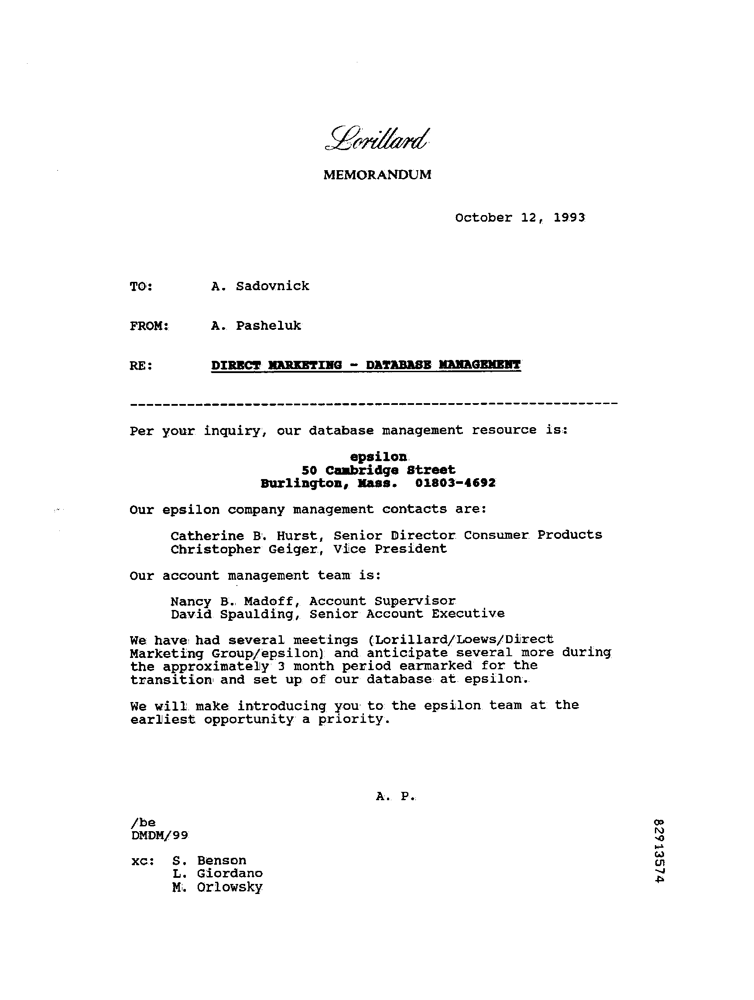 Lorillard
MEMORANDUM
October 12, 1993
TO: A. Sadovnick
FROM: A. Pasheluk
RE: DIRECT MARKETING - DATABASE MANAGEMENT
------------------------------------------------------------
Per your inquiry, our database management resource is:
epsilon
50 Cambridge Street
Burlington, Mass. 01803-4692
Our epsilon company management contacts are:
Catherine B. Hurst, Senior Director Consumer Products
Christopher Geiger, Vice President
Our account management team is:
Nancy B. Madoff, Account Supervisor
David Spaulding, Senior Account Executive
We have had several meetings (Lorillard/Loews/Direct
Marketing Group/epsilon) and anticipate several more during
the approximately 3 month period earmarked for the
transition and set up of our database at epsilon.
We will make introducing you to the epsilon team at the
earliest opportunity a priority.
A. P.
/be
DMDM/99
xc: S. Benson
L. Giordano
M. Orlowsky
82913574